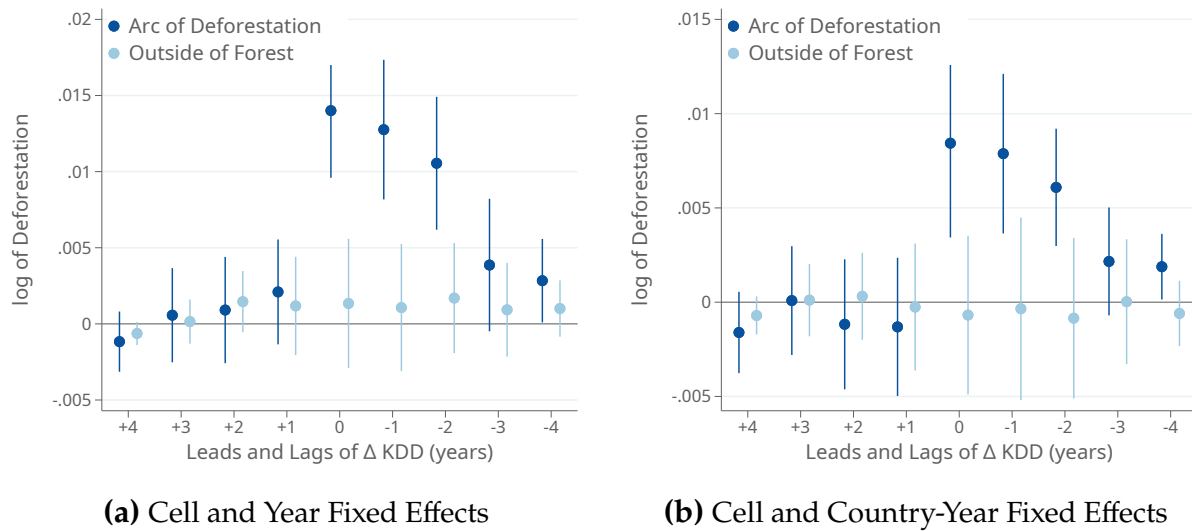 .02
.015
.01
.005
0
-.005
log of Deforestation
Arc of Deforestation
Outside of Forest
+4 +3 +2 +1 0 -1 -2 -3 -4
Leads and Lags of Δ KDD (years)
(a) Cell and Year Fixed Effects
.015
.01
.005
0
-.005
log of Deforestation
Arc of Deforestation
Outside of Forest
+4 +3 +2 +1 0 -1 -2 -3 -4
Leads and Lags of Δ KDD (years)
(b) Cell and Country-Year Fixed Effects